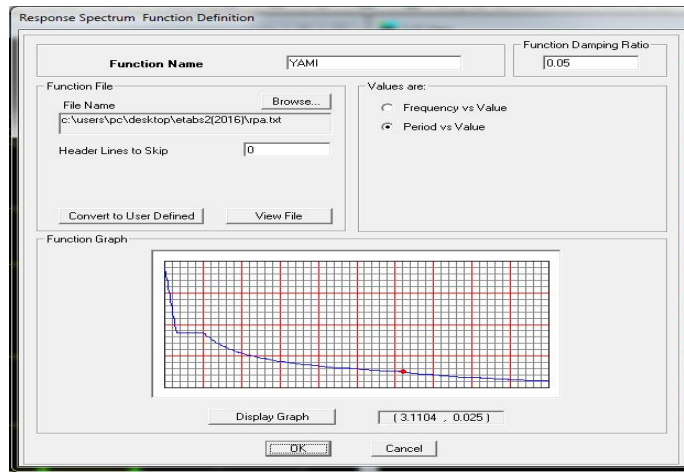 Response Spectrum Function Definition
Function Name
YAMI
Function Damping Ratio
0.05
Function File
File Name
Browse...
c:\users\pc\desktop\etabs2(2016)\rpa.txt
Header Lines to Skip
0
Convert to User Defined
View File
Values are:
Frequency vs Value
Period vs Value
Function Graph
Display Graph
(3.1104 , 0.025)
OK
Cancel